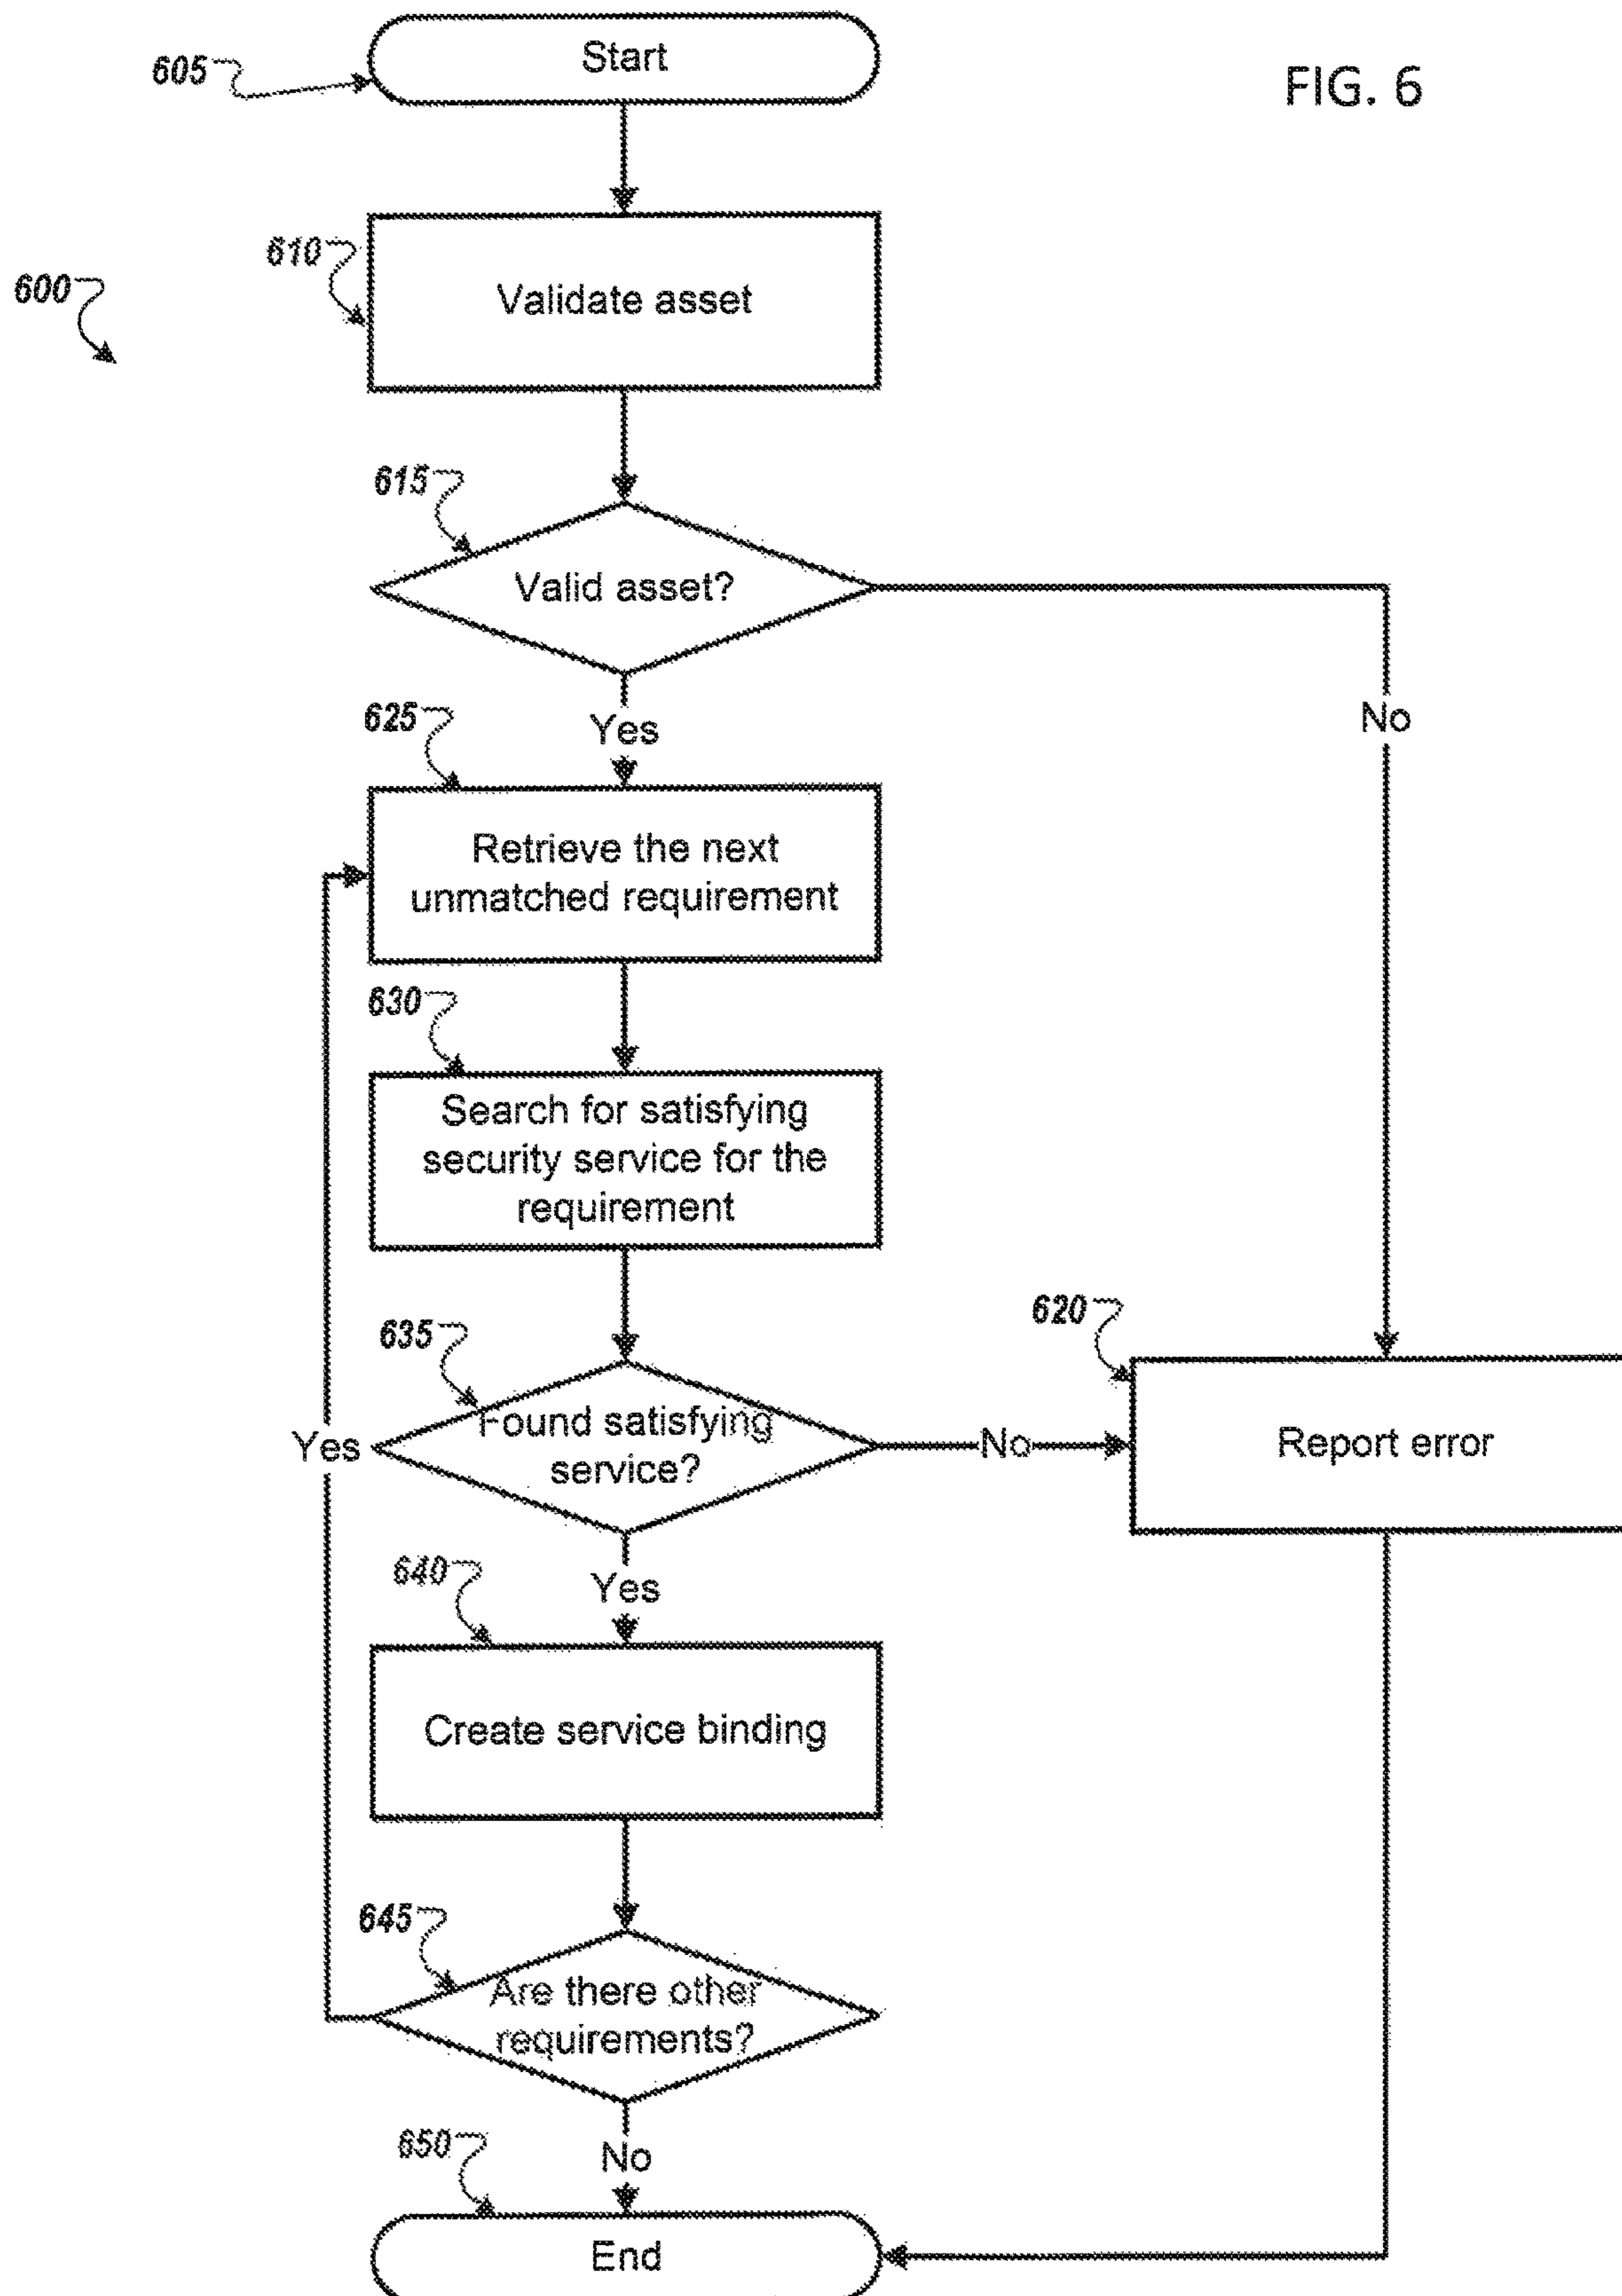 FIG. 6
605
Start
600
610
Validate asset
615
Valid asset?
Yes
No
625
Retrieve the next
unmatched requirement
630
Search for satisfying
security service for the
requirement
635
Found satisfying
service?
Yes
No
620
Report error
Yes
640
Create service binding
645
Are there other
requirements?
No
650
End